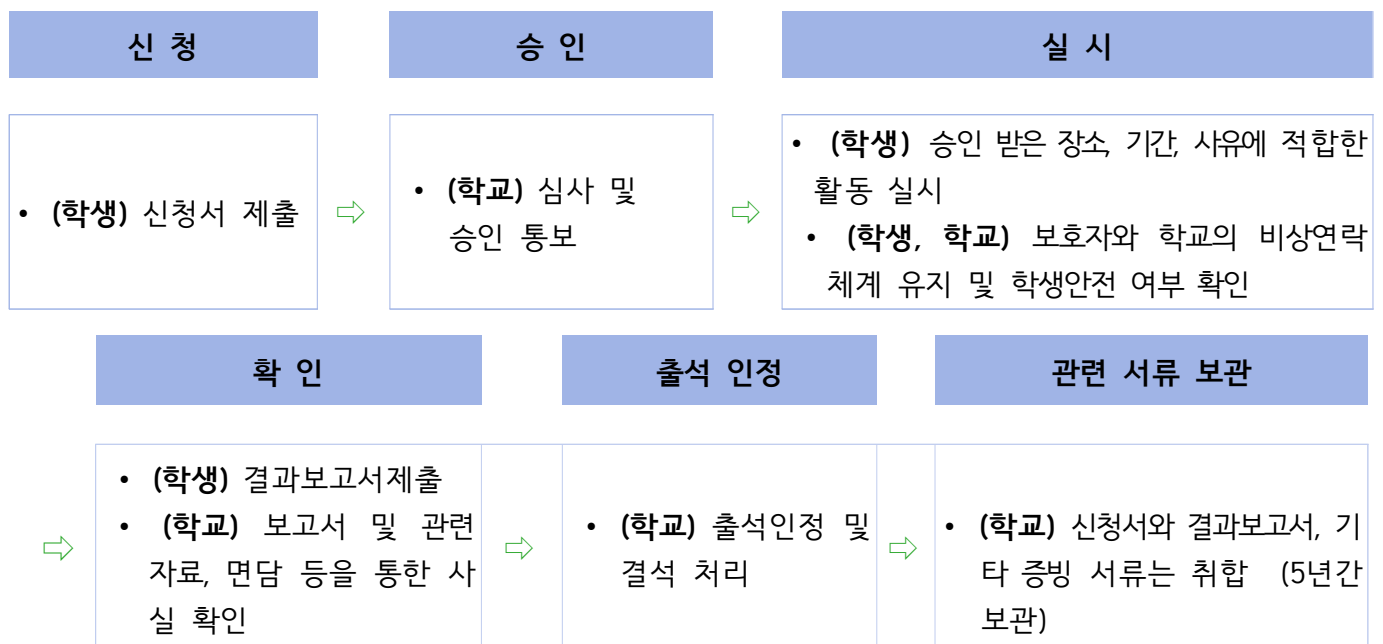 신 청
승 인
실 시
• (학생) 신청서 제출
⇨
• (학교) 심사 및
승인 통보
⇨
• (학생) 승인 받은 장소, 기간, 사유에 적합한
활동 실시
• (학생, 학교) 보호자와 학교의 비상연락
체계 유지 및 학생안전 여부 확인
확 인
출석 인정
관련 서류 보관
⇨
• (학생) 결과보고서제출
• (학교) 보고서 및 관련
자료, 면담 등을 통한 사
실 확인
⇨
• (학교) 출석인정 및
결석 처리
⇨
• (학교) 신청서와 결과보고서, 기
타 증빙 서류는 취합 (5년간
보관)